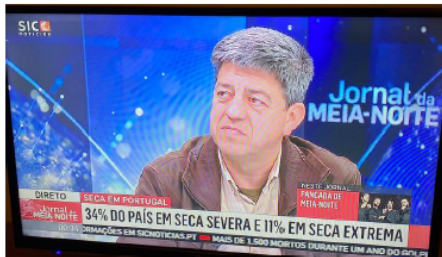 SIC
NOTÍCIAS
Jornal da
MEIA-NOITE
DIRETO
SECA EM PORTUGAL
NESTE JORNAL
PANCADA DE
MEIA-NOITE
Jornal da
MEIA-NOITE
34% DO PAÍS EM SECA SEVERA E 11% EM SECA EXTREMA
ORMAÇÕES EM SICNOTICIAS.PT MAIS DE 1.500 MORTOS DURANTE UM ANO DO GOLP